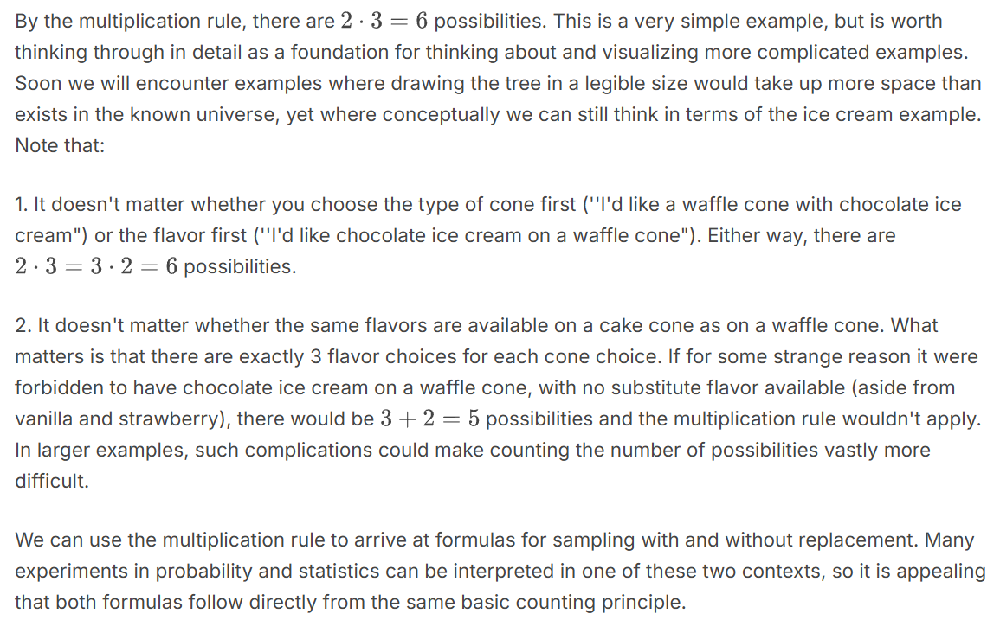 By the multiplication rule, there are 2 · 3 = 6 possibilities. This is a very simple example, but is worth
thinking through in detail as a foundation for thinking about and visualizing more complicated examples.
Soon we will encounter examples where drawing the tree in a legible size would take up more space than
exists in the known universe, yet where conceptually we can still think in terms of the ice cream example.
Note that:
1. It doesn't matter whether you choose the type of cone first (''I'd like a waffle cone with chocolate ice
cream") or the flavor first (''I'd like chocolate ice cream on a waffle cone"). Either way, there are
2 · 3 = 3 · 2 = 6 possibilities.
2. It doesn't matter whether the same flavors are available on a cake cone as on a waffle cone. What
matters is that there are exactly 3 flavor choices for each cone choice. If for some strange reason it were
forbidden to have chocolate ice cream on a waffle cone, with no substitute flavor available (aside from
vanilla and strawberry), there would be 3 + 2 = 5 possibilities and the multiplication rule wouldn't apply.
In larger examples, such complications could make counting the number of possibilities vastly more
difficult.
We can use the multiplication rule to arrive at formulas for sampling with and without replacement. Many
experiments in probability and statistics can be interpreted in one of these two contexts, so it is appealing
that both formulas follow directly from the same basic counting principle.